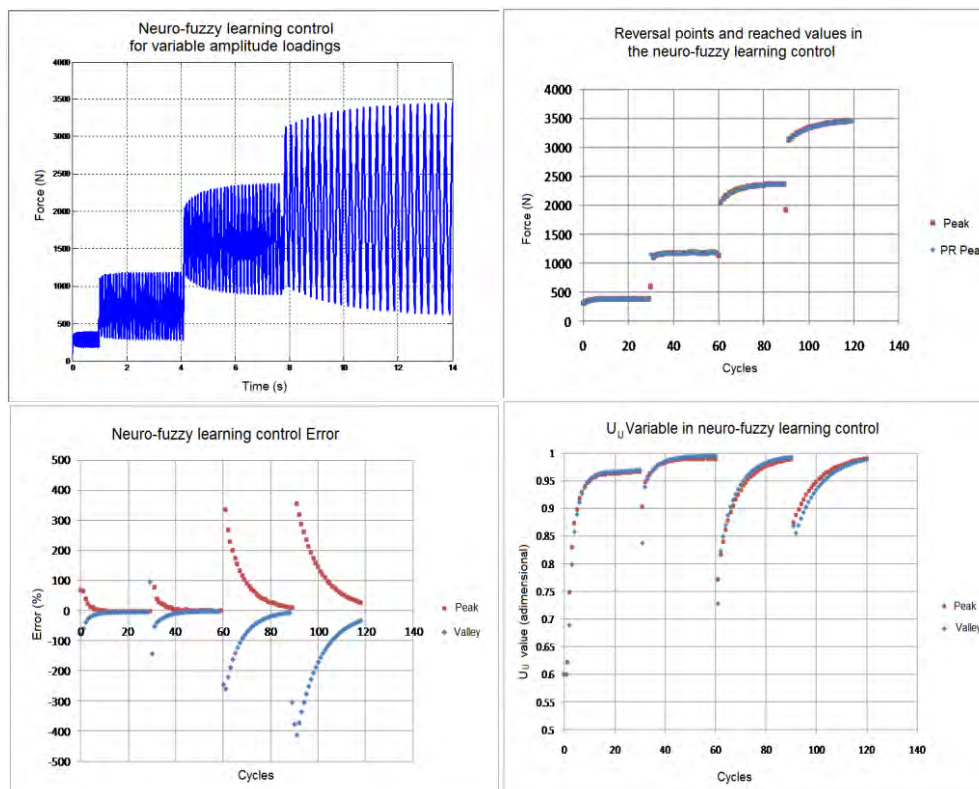 Neuro-fuzzy learning control
for variable amplitude loadings
4000
3500
3000
2500
2000
1500
1000
500
0
Force (N)
0 2 4 6 8 10 12 14
Time (s)
Reversal points and reached values in
the neuro-fuzzy learning control
4000
3500
3000
2500
2000
1500
1000
500
0
Force (N)
0 20 40 60 80 100 120 140
Cycles
Peak
PR Pea
Neuro-fuzzy learning control Error
500
400
300
200
100
0
-100
-200
-300
-400
-500
Error (%)
0 20 40 60 80 100 120 140
Cycles
Peak
Valley
UU Variable in neuro-fuzzy learning control
1
0.95
0.9
0.85
0.8
0.75
0.7
0.65
0.6
0.55
0.5
UU value (adimensional)
0 20 40 60 80 100 120 140
Cycles
Peak
Valley